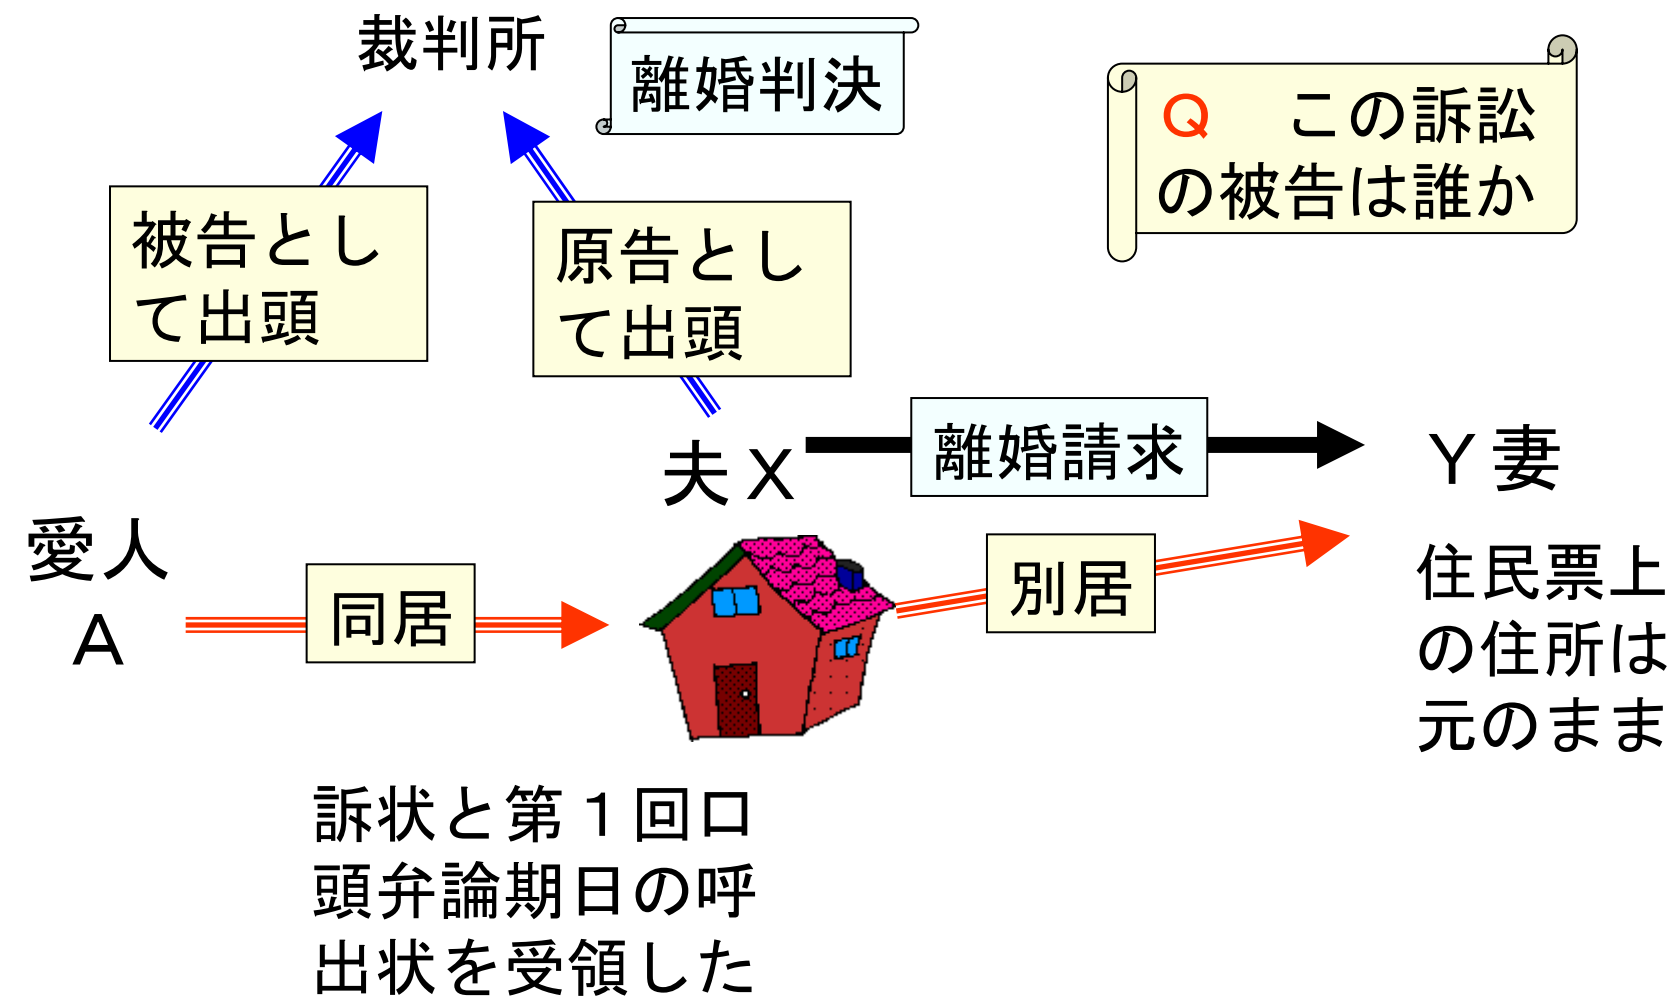 裁判所
離婚判決
Q　この訴訟
の被告は誰か
被告とし
て出頭
原告とし
て出頭
夫X
離婚請求
Y妻
愛人
A
同居
別居
住民票上
の住所は
元のまま
訴状と第1回口
頭弁論期日の呼
出状を受領した